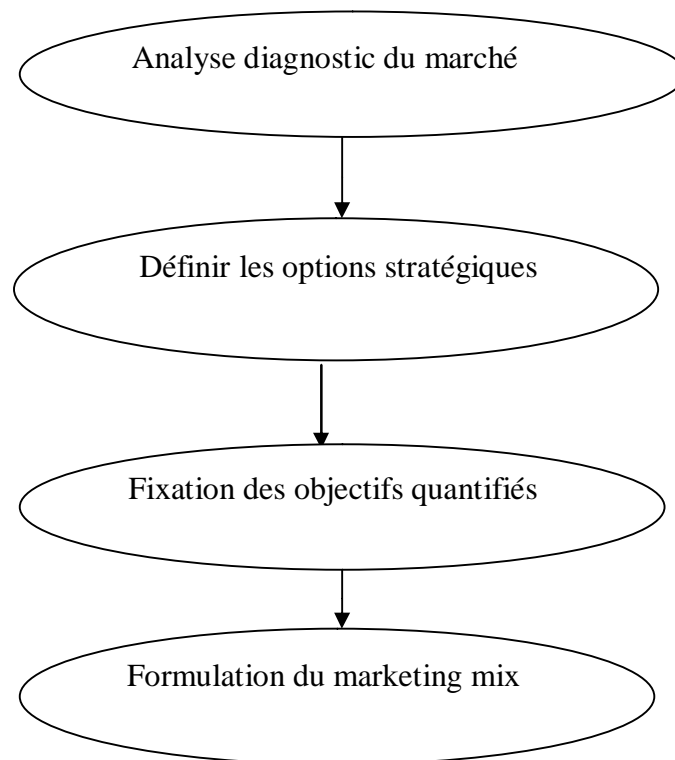 Analyse diagnostic du marché
Définir les options stratégiques
Fixation des objectifs quantifiés
Formulation du marketing mix